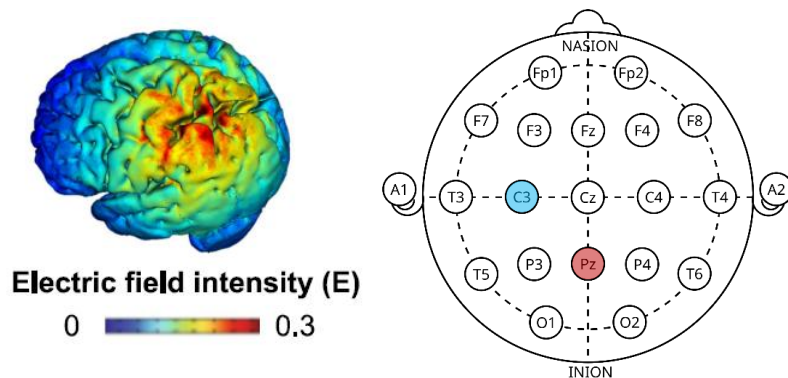 Electric field intensity (E)
0 0.3
NASION
Fp1 Fp2
F7 F3 Fz F4 F8
A1 T3 C3 Cz C4 T4 A2
T5 P3 Pz P4 T6
O1 O2
INION